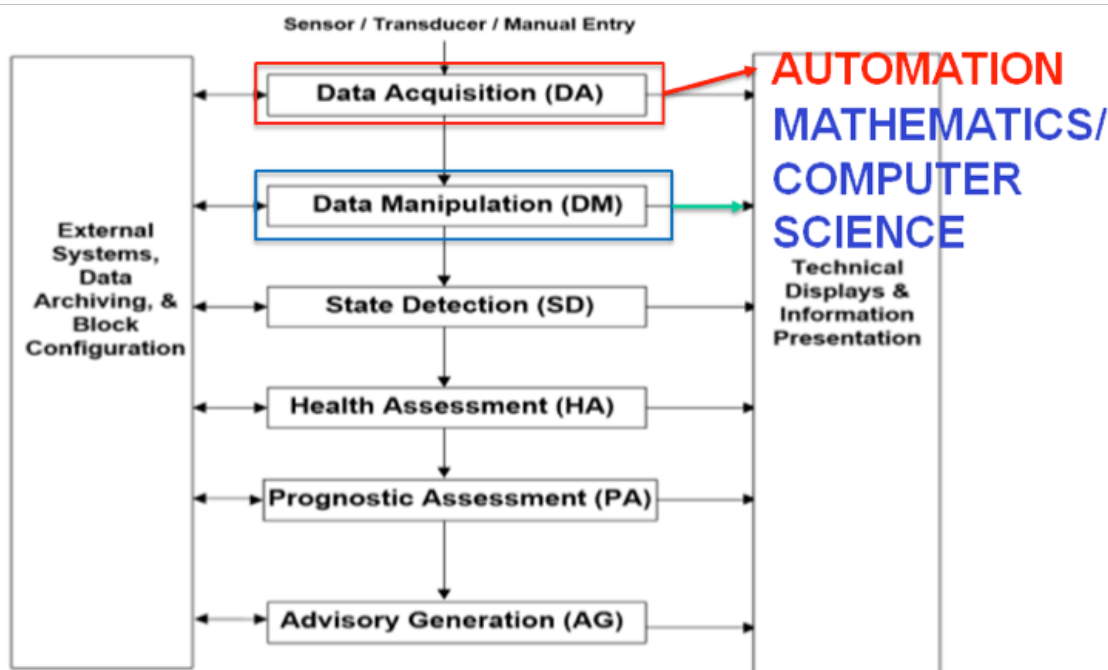 Sensor / Transducer / Manual Entry
AUTOMATION
Data Acquisition (DA)
MATHEMATICS/
COMPUTER
SCIENCE
Data Manipulation (DM)
External
Systems,
Data
Archiving, &
Block
Configuration
Technical
Displays &
Information
Presentation
State Detection (SD)
Health Assessment (HA)
Prognostic Assessment (PA)
Advisory Generation (AG)